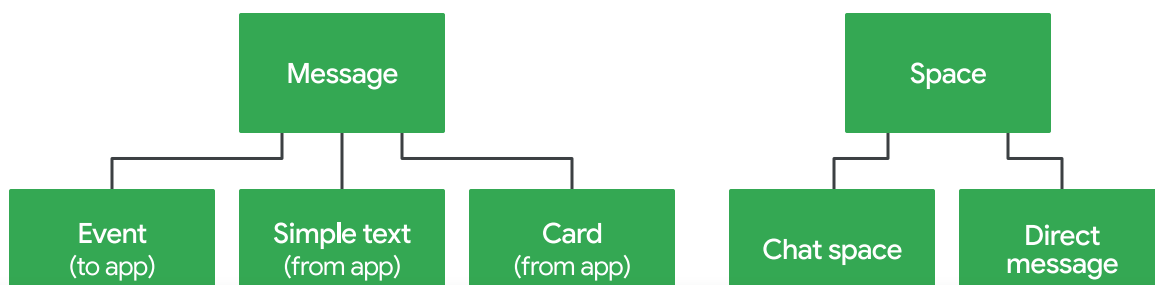 Message
Space
Event
(to app)
Simple text
(from app)
Card
(from app)
Chat space
Direct
message